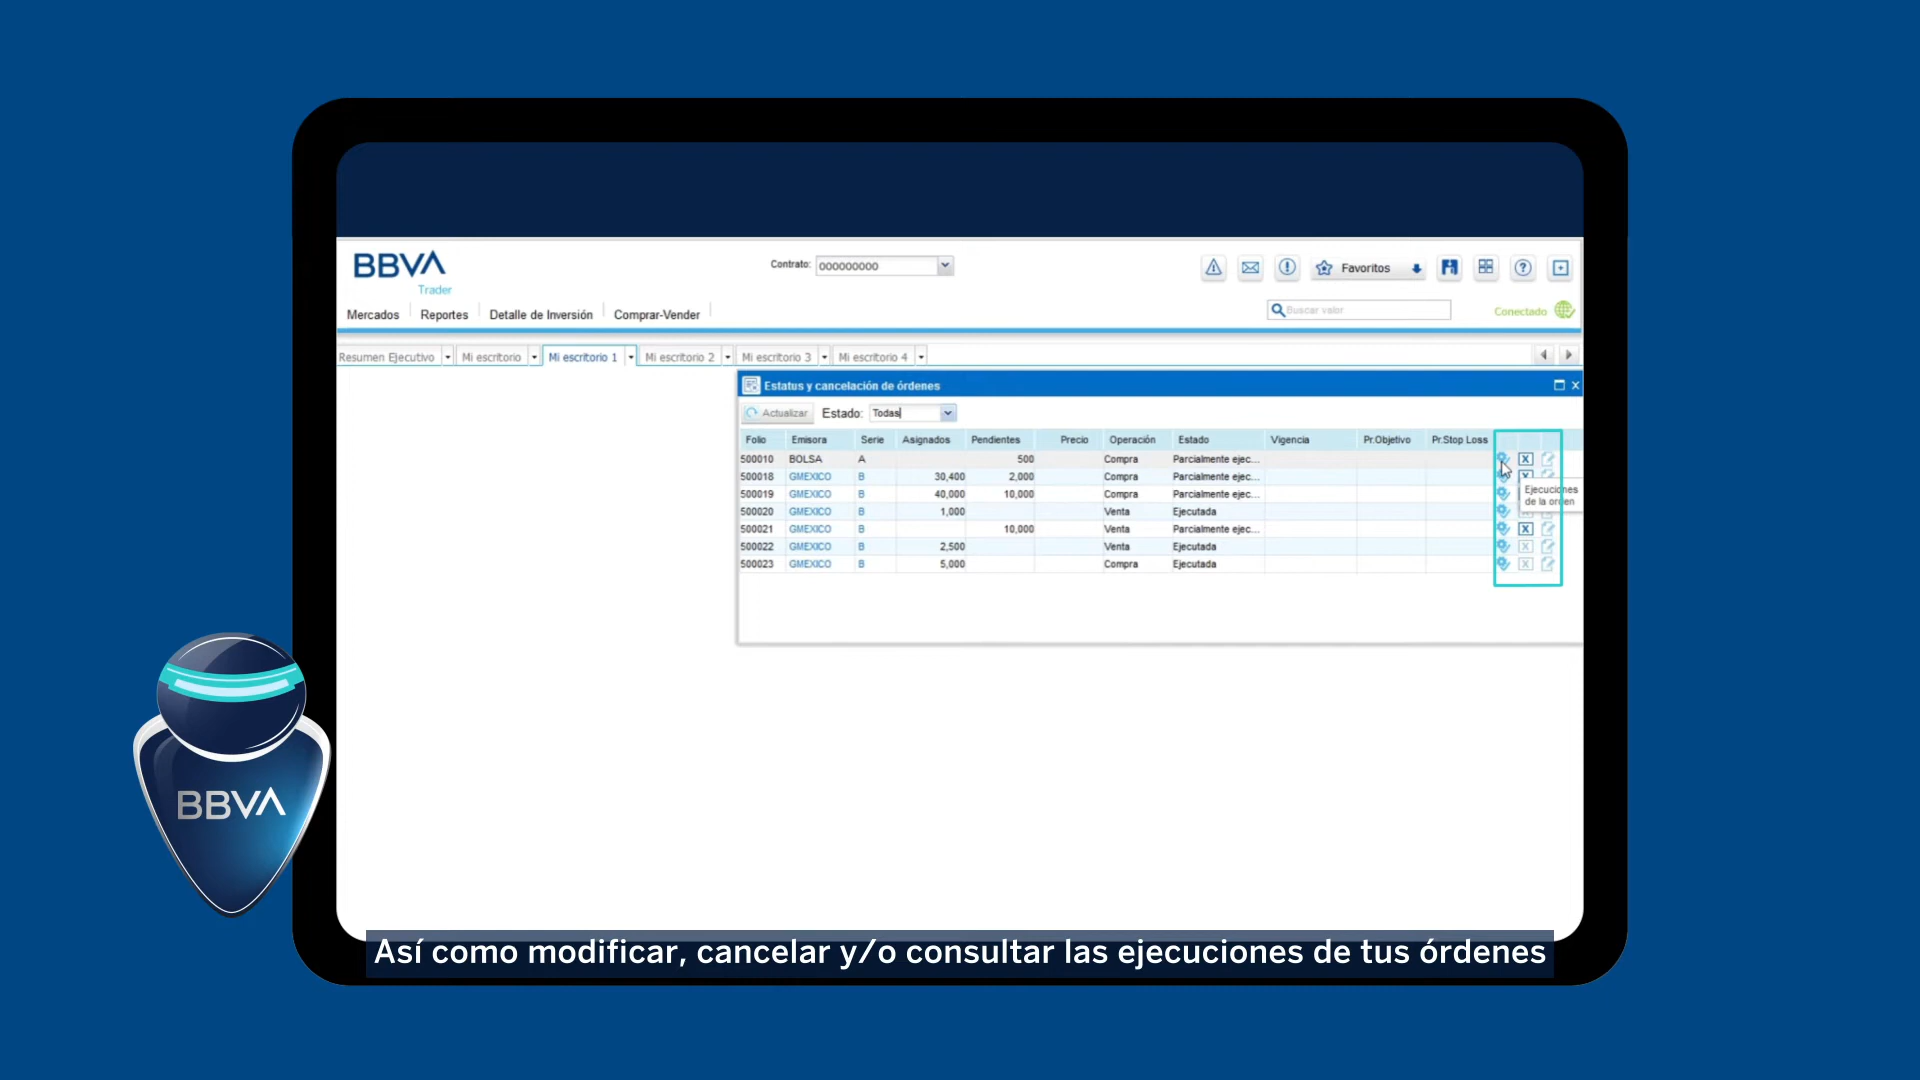 BBVA
Trader
Contrato: 000000000
Favoritos
Mercados Reportes Detalle de Inversión Comprar-Vender
Buscar valor
Conectado
Resumen Ejecutivo Mi escritorio Mi escritorio 1 Mi escritorio 2 Mi escritorio 3 Mi escritorio 4
Estatus y cancelación de órdenes
Actualizar Estado: Todas
Folio Emisora Serie Asignados Pendientes Precio Operación Estado Vigencia Pr.Objetivo Pr.Stop Loss
500010 BOLSA A 500 Compra Parcialmente ejec...
500018 GMEXICO B 30,400 2,000 Compra Parcialmente ejec...
500019 GMEXICO B 40,000 10,000 Compra Parcialmente ejec...
500020 GMEXICO B 1,000 Venta Ejecutada
500021 GMEXICO B 10,000 Venta Parcialmente ejec...
500022 GMEXICO B 2,500 Venta Ejecutada
500023 GMEXICO B 5,000 Compra Ejecutada
Ejecuciones
de la orden
BBVA
Así como modificar, cancelar y/o consultar las ejecuciones de tus órdenes